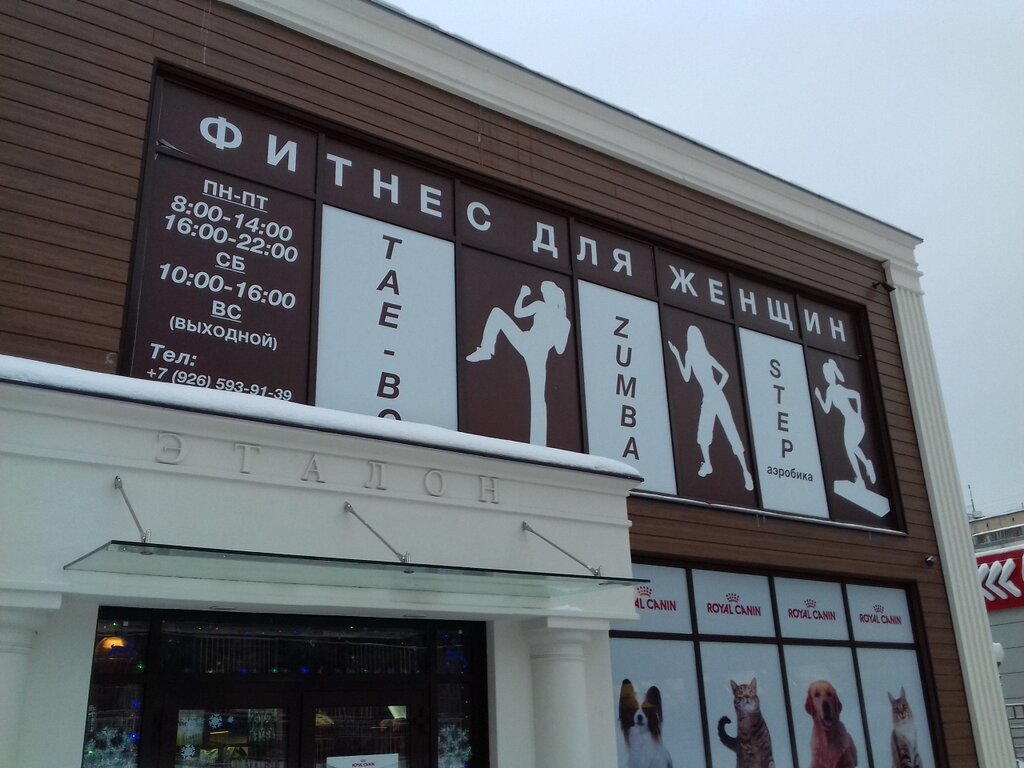 ФИТНЕС ДЛЯ ЖЕНЩИН
ПН-ПТ
8:00-14:00
16:00-22:00
СБ
10:00-16:00
ВС
(ВЫХОДНОЙ)
Тел:
+7 (926) 593-91-39
TAE-BO
ZUMBA
STEP
аэробика
ЭТАЛОН
ROYAL CANIN
ROYAL CANIN
ROYAL CANIN
ROYAL CANIN
ROYAL CANIN